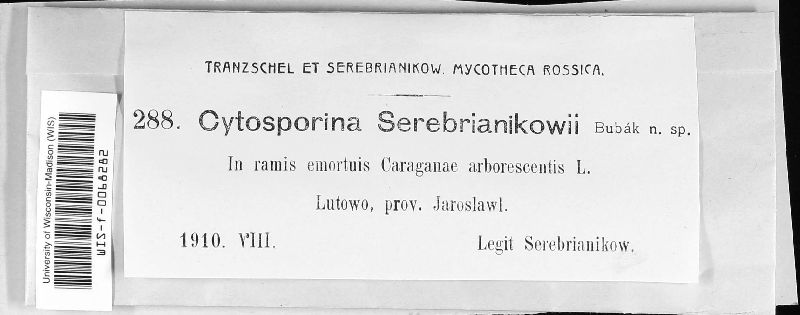 TRANZSCHEL ET SEREBRIANIKOW. MYCOTHECA ROSSICA.
288. Cytosporina Serebrianikowii Bubák n. sp.
In ramis emortuis Caraganae arborescentis L.
Lutowo, prov. Jaroslawl.
1910. VIII. Legit Serebrianikow.
University of Wisconsin-Madison (WIS)
WIS-f-0068282